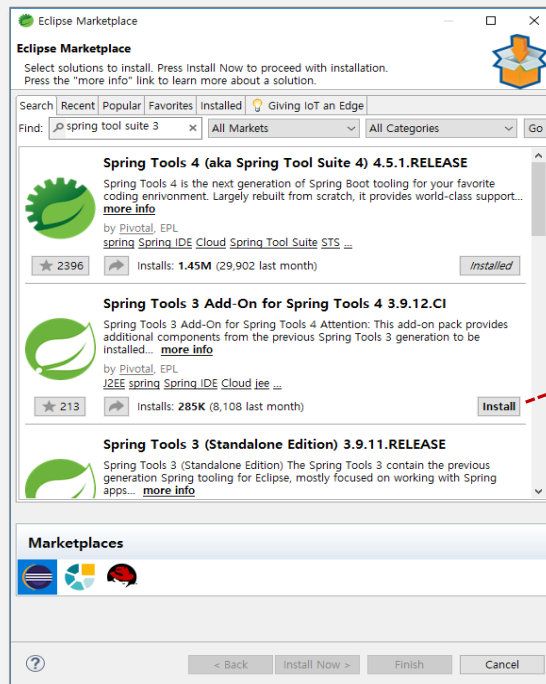 Eclipse Marketplace
Eclipse Marketplace
Select solutions to install. Press Install Now to proceed with installation.
Press the "more info" link to learn more about a solution.
Search Recent Popular Favorites Installed Giving IoT an Edge
Find: spring tool suite 3 All Markets All Categories Go
Spring Tools 4 (aka Spring Tool Suite 4) 4.5.1.RELEASE
Spring Tools 4 is the next generation of Spring Boot tooling for your favorite
coding enrivonment. Largely rebuilt from scratch, it provides world-class support...
more info
by Pivotal, EPL
spring Spring IDE Cloud Spring Tool Suite STS ...
2396 Installs: 1.45M (29,902 last month) Installed
Spring Tools 3 Add-On for Spring Tools 4 3.9.12.CI
Spring Tools 3 Add-On for Spring Tools 4 Attention: This add-on pack provides
additional components from the previous Spring Tools 3 generation to be
installed... more info
by Pivotal, EPL
J2EE spring Spring IDE Cloud jee ...
213 Installs: 285K (8,108 last month) Install
Spring Tools 3 (Standalone Edition) 3.9.11.RELEASE
Spring Tools 3 (Standalone Edition) The Spring Tools 3 contain the previous
generation Spring tooling for Eclipse, mostly focused on working with Spring
apps... more info
Marketplaces
? < Back Install Now > Finish Cancel